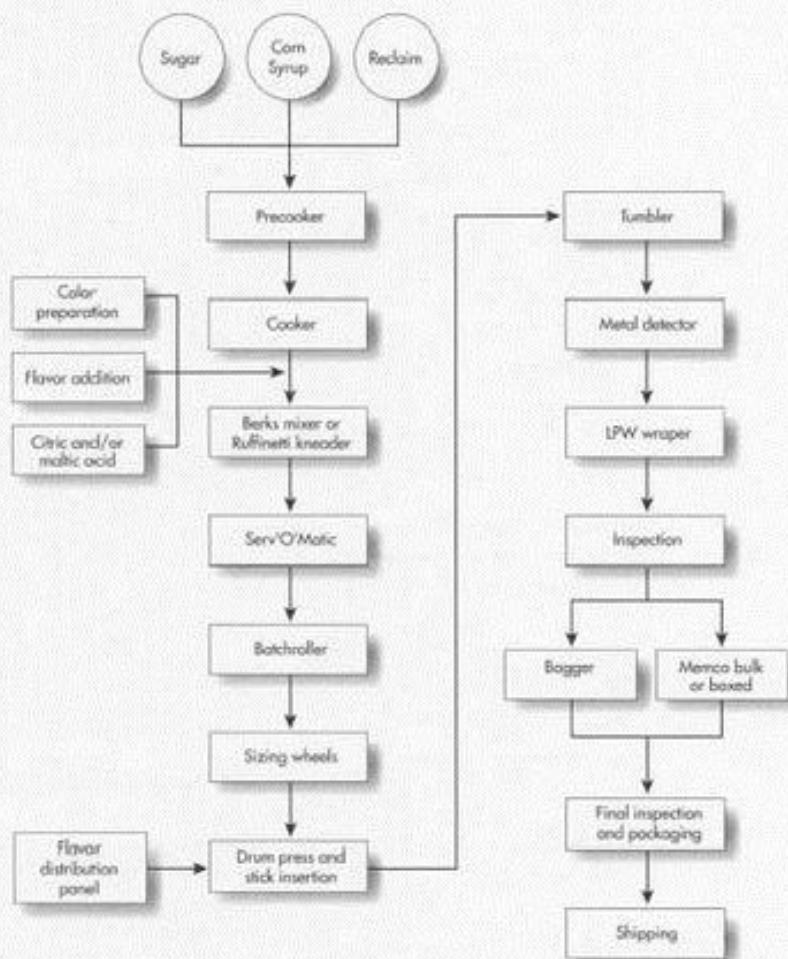 Sugar
Corn
Syrup
Reclaim
Precooker
Color
preparation
Cooker
Flavor addition
Citric and/or
maltic acid
Berks mixer or
Ruffinetti kneader
Serv'O'Matic
Batchroller
Sizing wheels
Flavor
distribution
panel
Drum press and
stick insertion
Tumbler
Metal detector
LPW wraper
Inspection
Bagger
Memco bulk
or boxed
Final inspection
and packaging
Shipping